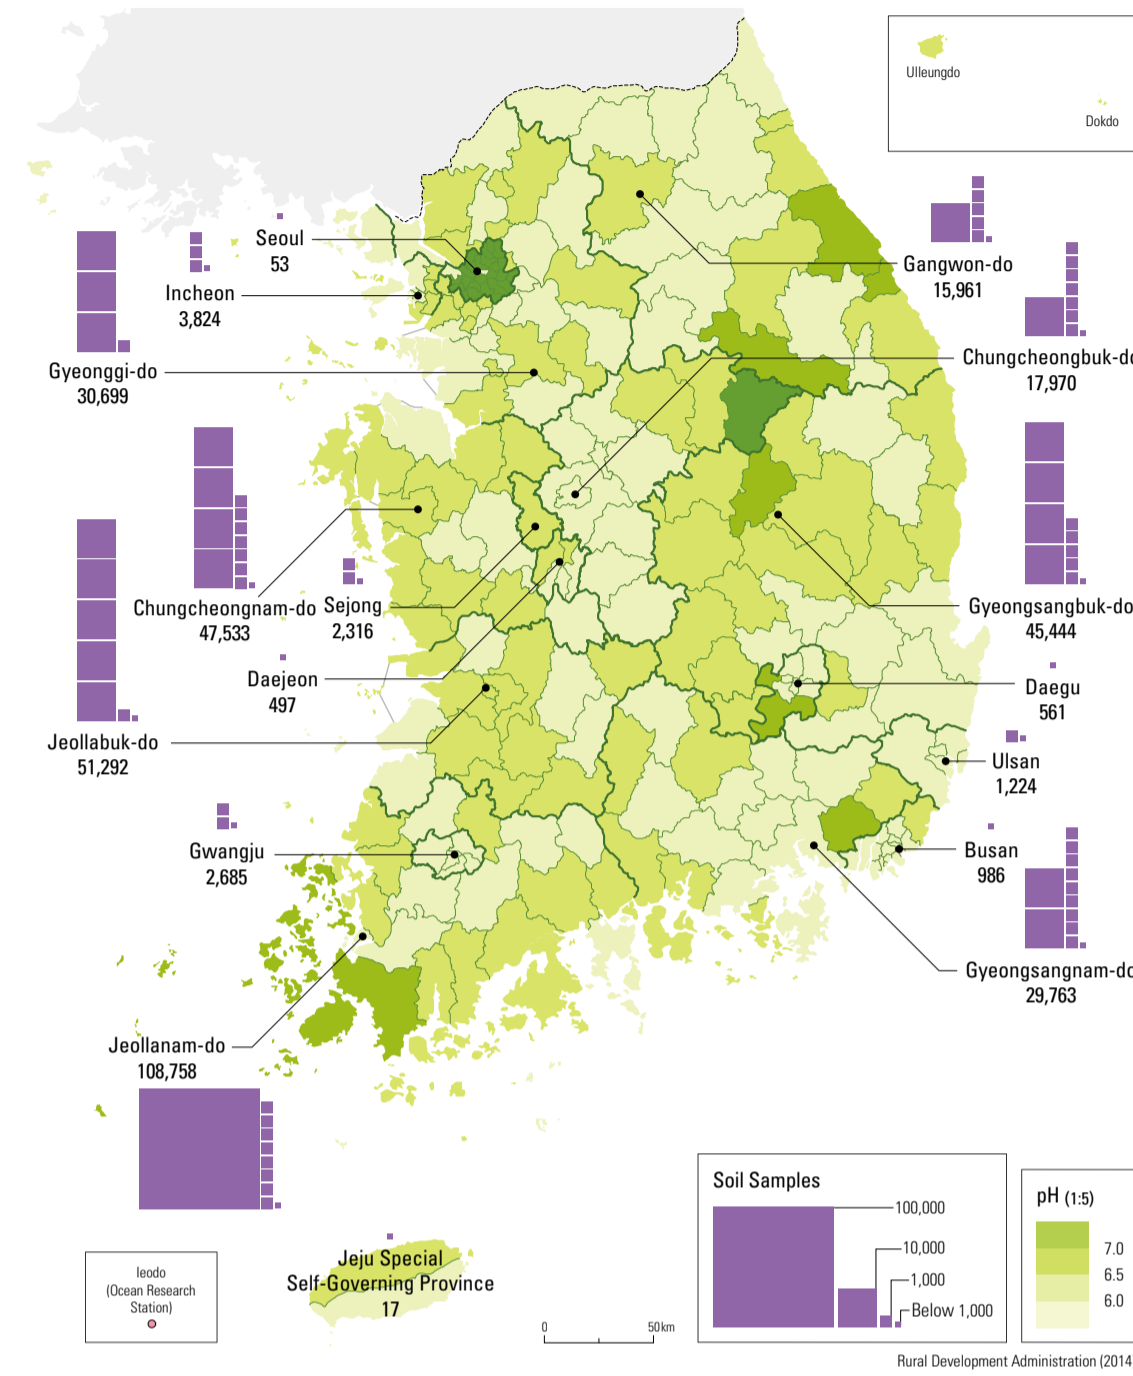 Ulleungdo
Dokdo
Seoul
53
Incheon
3,824
Gyeonggi-do
30,699
Gangwon-do
15,961
Chungcheongbuk-do
17,970
Chungcheongnam-do
47,533
Sejong
2,316
Gyeongsangbuk-do
45,444
Daejeon
497
Daegu
561
Jeollabuk-do
51,292
Ulsan
1,224
Gwangju
2,685
Busan
986
Gyeongsangnam-do
29,763
Jeollanam-do
108,758
Jeju Special
Self-Governing Province
17
Ieodo
(Ocean Research
Station)
0 50km
Soil Samples
100,000
10,000
1,000
Below 1,000
pH (1:5)
7.0
6.5
6.0
Rural Development Administration (2014